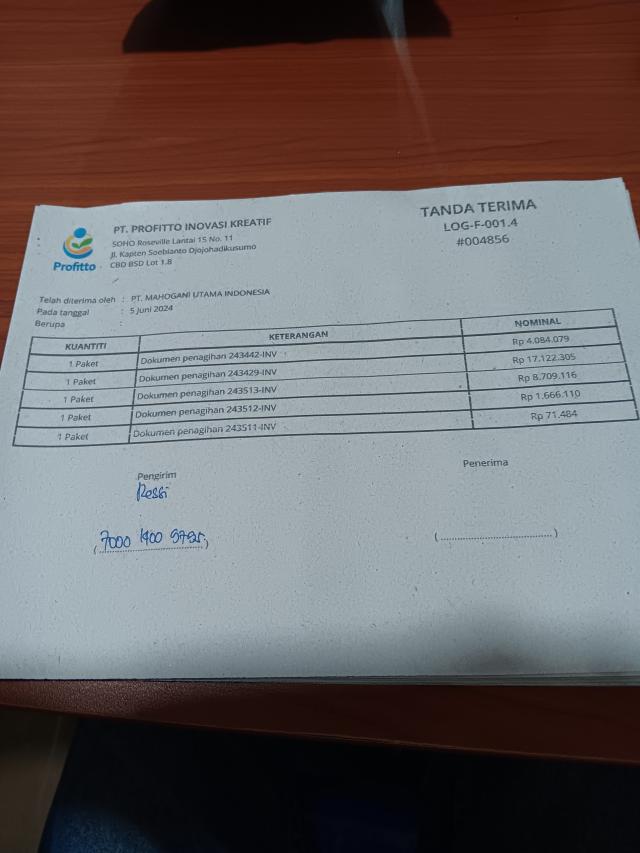 PT. PROFITTO INOVASI KREATIF
SOHO Roseville Lantai 15 No. 11
Jl. Kapten Soebianto Djojohadikusumo
CBD BSD Lot 1.8
Profitto
TANDA TERIMA
LOG-F-001.4
#004856
Telah diterima oleh : PT. MAHOGANI UTAMA INDONESIA
Pada tanggal : 5 Juni 2024
Berupa :
KUANTITI KETERANGAN NOMINAL
1 Paket Dokumen penagihan 243442-INV Rp 4.084.079
1 Paket Dokumen penagihan 243429-INV Rp 17.122.305
1 Paket Dokumen penagihan 243513-INV Rp 8.709.116
1 Paket Dokumen penagihan 243512-INV Rp 1.666.110
1 Paket Dokumen penagihan 243511-INV Rp 71.484
Pengirim Penerima
7000 1400
(....................................)